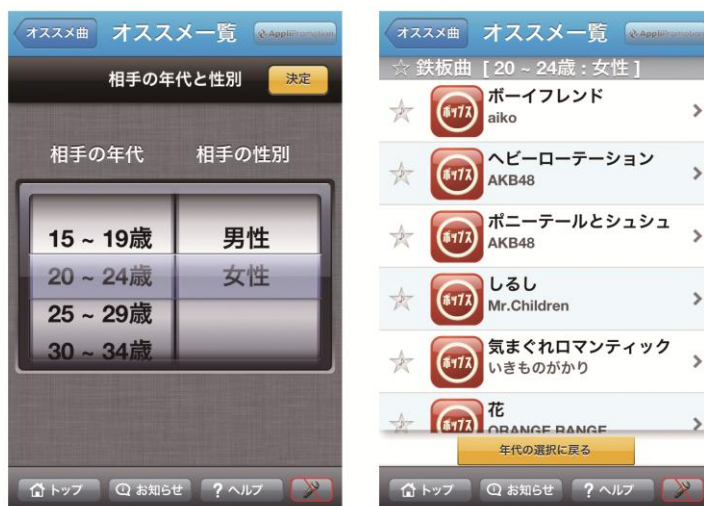 オススメ曲
オススメ一覧
AppliPromotion
相手の年代と性別
決定
相手の年代
相手の性別
15 ~ 19歳
男性
20 ~ 24歳
女性
25 ~ 29歳
30 ~ 34歳
トップ
お知らせ
? ヘルプ
オススメ曲
オススメ一覧
AppliPromotion
☆ 鉄板曲 [ 20 ~ 24歳 : 女性 ]
ポップス
ボーイフレンド
aiko
ポップス
ヘビーローテーション
AKB48
ポップス
ポニーテールとシュシュ
AKB48
ポップス
しるし
Mr.Children
ポップス
気まぐれロマンティック
いきものがかり
ポップス
花
ORANGE RANGE
年代の選択に戻る
トップ
お知らせ
? ヘルプ